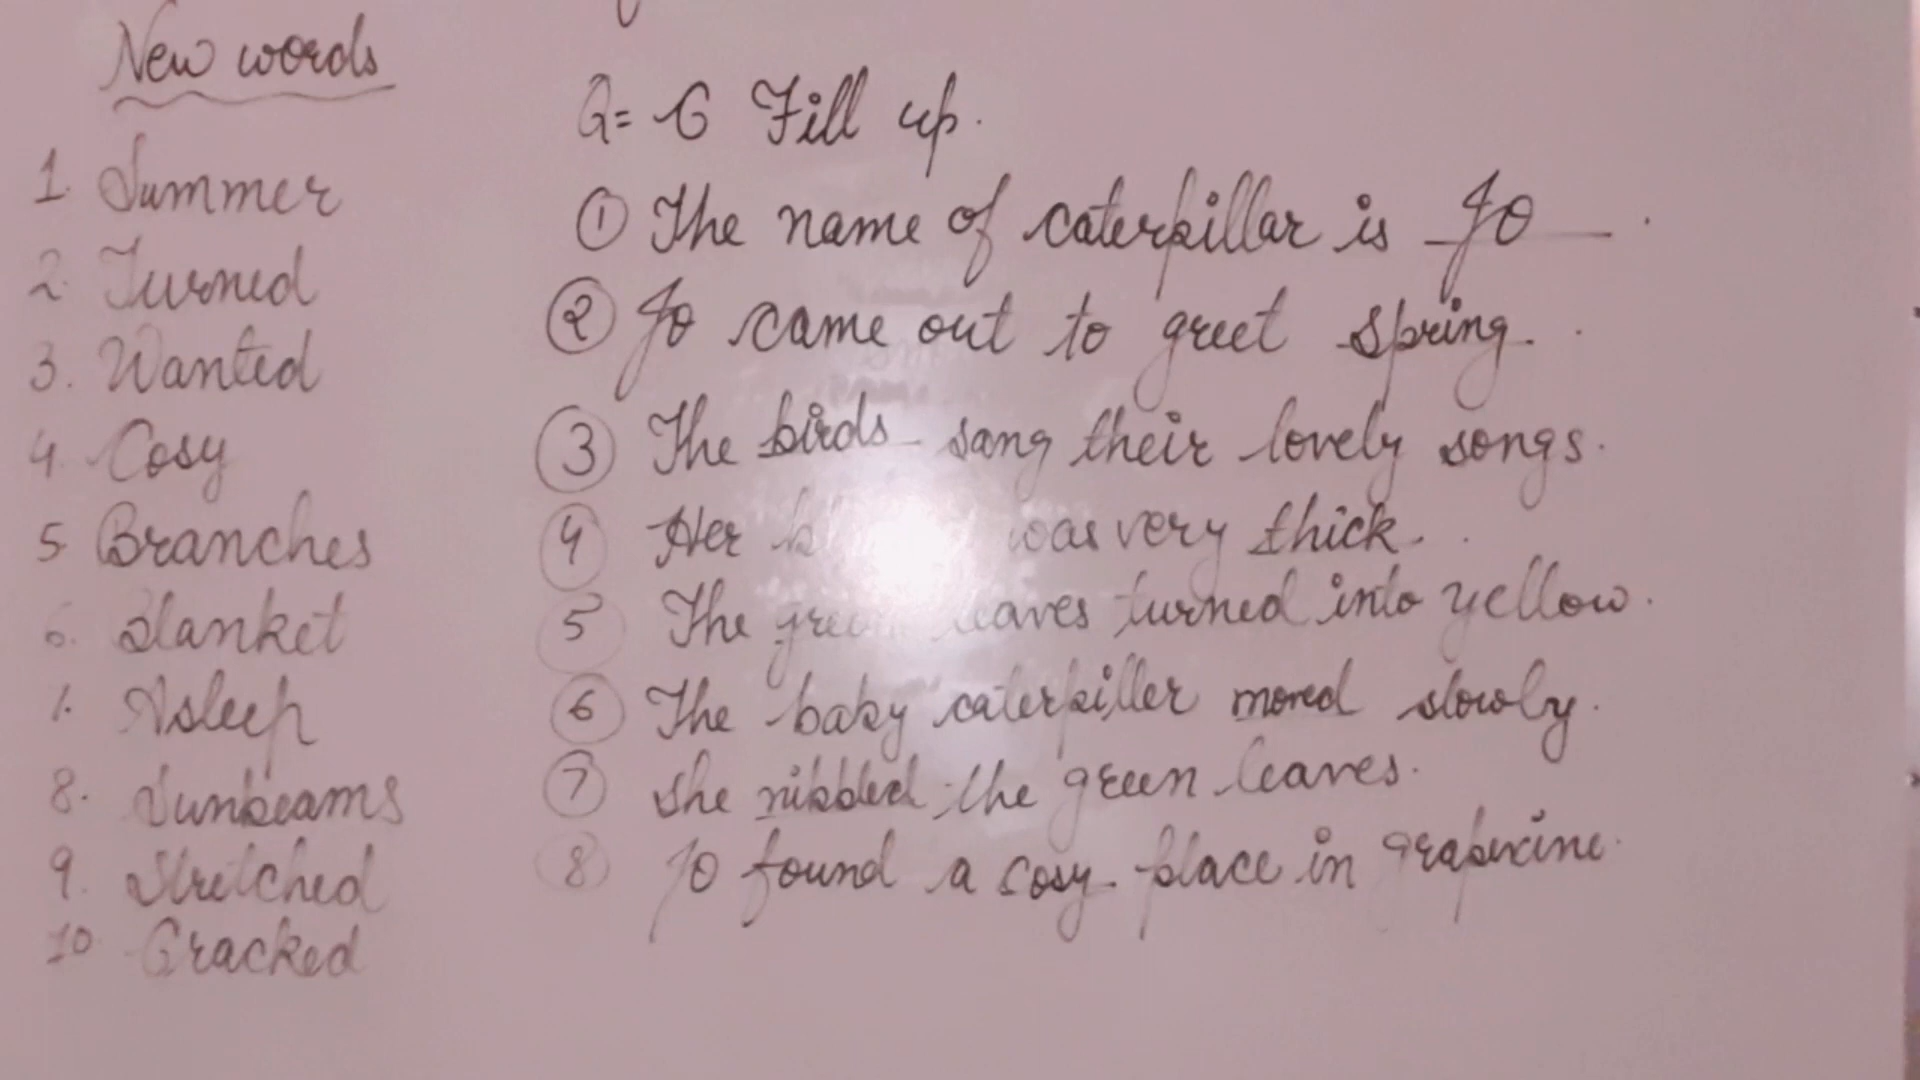 New words
1. Summer
2. Turned
3. Wanted
4. Cosy
5. Branches
6. Blanket
7. Asleep
8. Sunbeams
9. Stretched
10. Cracked
Q= 6 Fill up.
① The name of caterpillar is Jo.
② Jo came out to greet spring.
③ The birds sang their lovely songs.
④ Her was very thick.
⑤ The green leaves turned into yellow.
⑥ The baby caterpiller moved slowly.
⑦ She nibbled the green leaves.
⑧ Jo found a cosy place in grapevine.